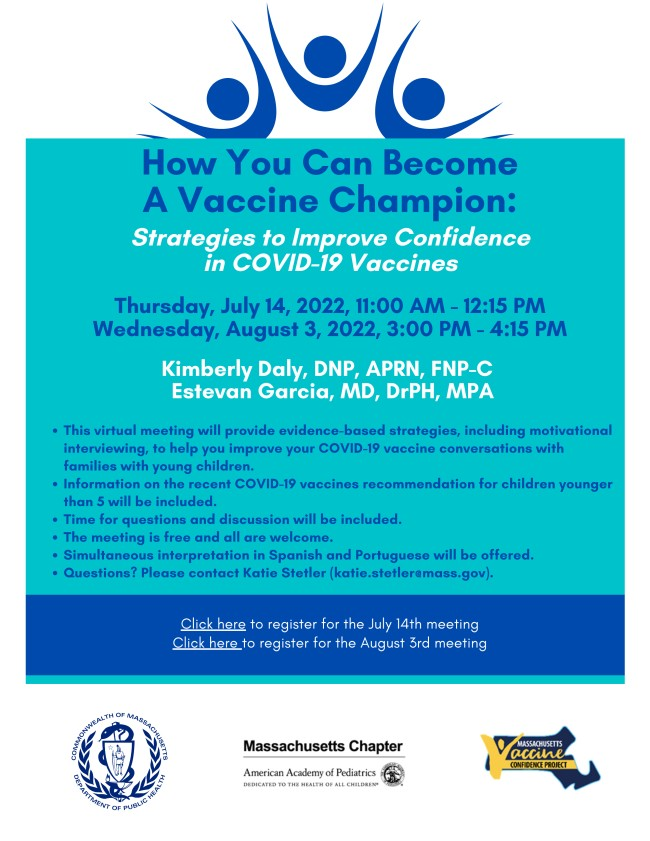 How You Can Become
A Vaccine Champion:
Strategies to Improve Confidence
in COVID-19 Vaccines
Thursday, July 14, 2022, 11:00 AM - 12:15 PM
Wednesday, August 3, 2022, 3:00 PM - 4:15 PM
Kimberly Daly, DNP, APRN, FNP-C
Estevan Garcia, MD, DrPH, MPA
• This virtual meeting will provide evidence-based strategies, including motivational
interviewing, to help you improve your COVID-19 vaccine conversations with
families with young children.
• Information on the recent COVID-19 vaccines recommendation for children younger
than 5 will be included.
• Time for questions and discussion will be included.
• The meeting is free and all are welcome.
• Simultaneous interpretation in Spanish and Portuguese will be offered.
• Questions? Please contact Katie Stetler (katie.stetler@mass.gov).
Click here to register for the July 14th meeting
Click here to register for the August 3rd meeting
COMMONWEALTH OF MASSACHUSETTS
DEPARTMENT OF PUBLIC HEALTH
Massachusetts Chapter
American Academy of Pediatrics
DEDICATED TO THE HEALTH OF ALL CHILDREN®
MASSACHUSETTS
Vaccine
CONFIDENCE PROJECT